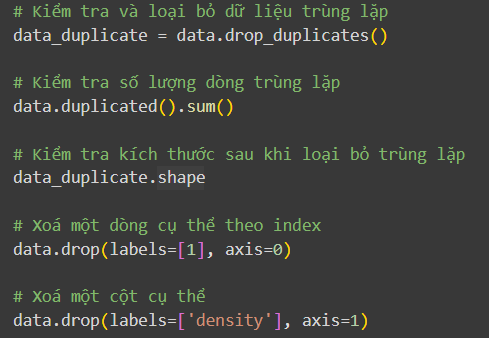 # Kiểm tra và loại bỏ dữ liệu trùng lặp
data_duplicate = data.drop_duplicates()
# Kiểm tra số lượng dòng trùng lặp
data.duplicated().sum()
# Kiểm tra kích thước sau khi loại bỏ trùng lặp
data_duplicate.shape
# Xoá một dòng cụ thể theo index
data.drop(labels=[1], axis=0)
# Xoá một cột cụ thể
data.drop(labels=['density'], axis=1)